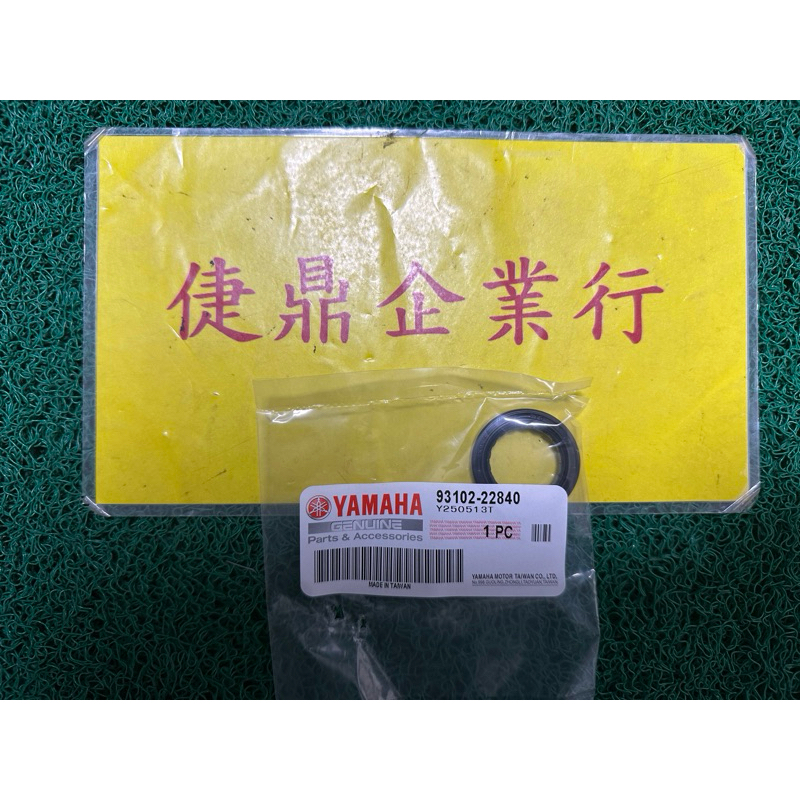 倢鼎企業行
YAMAHA
GENUINE
Parts & Accessories
93102-22840
Y250513T
1 PC
MADE IN TAIWAN
YAMAHA MOTOR TAIWAN CO., LTD.